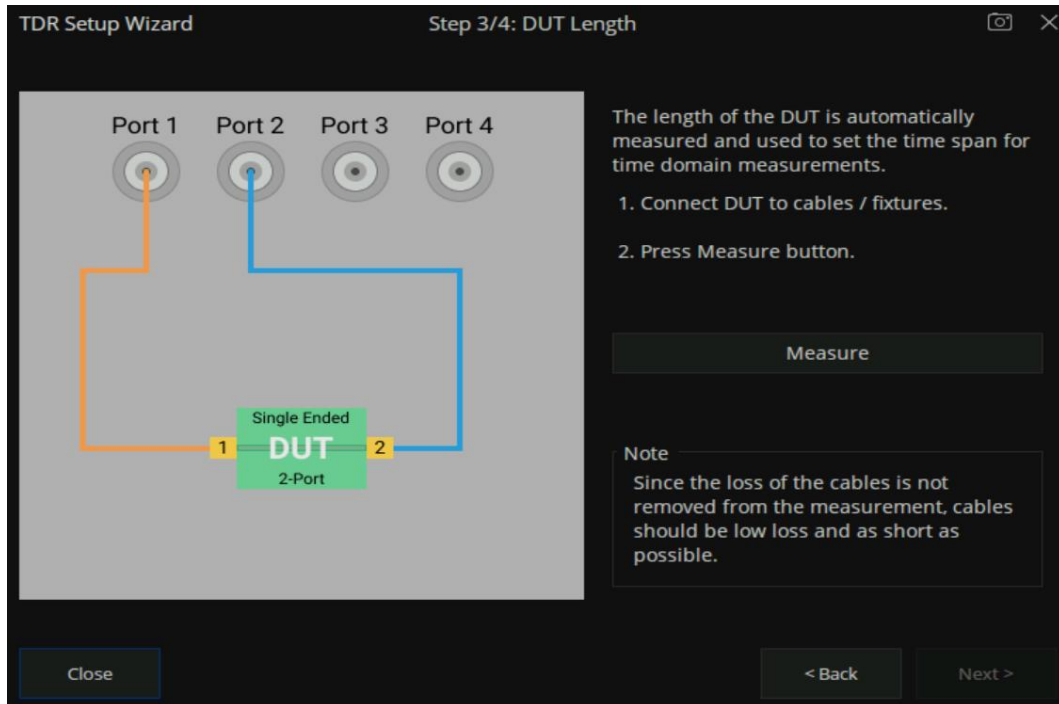 TDR Setup Wizard
Step 3/4: DUT Length
Port 1 Port 2 Port 3 Port 4
Single Ended
1 DUT 2
2-Port
The length of the DUT is automatically
measured and used to set the time span for
time domain measurements.
1. Connect DUT to cables / fixtures.
2. Press Measure button.
Measure
Note
Since the loss of the cables is not
removed from the measurement, cables
should be low loss and as short as
possible.
Close
< Back
Next >